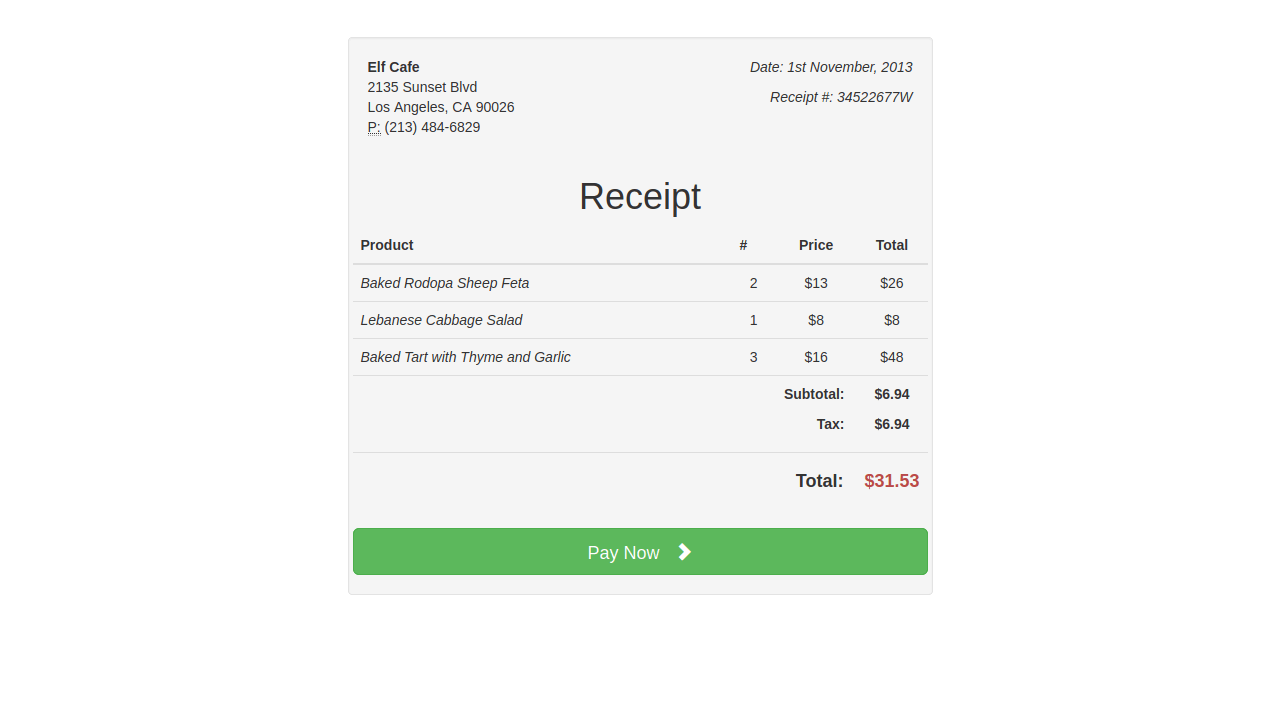 Elf Cafe
2135 Sunset Blvd
Los Angeles, CA 90026
P: (213) 484-6829
Date: 1st November, 2013
Receipt #: 34522677W
Receipt
Product # Price Total
Baked Rodopa Sheep Feta 2 $13 $26
Lebanese Cabbage Salad 1 $8 $8
Baked Tart with Thyme and Garlic 3 $16 $48
Subtotal: $6.94
Tax: $6.94
Total: $31.53
Pay Now